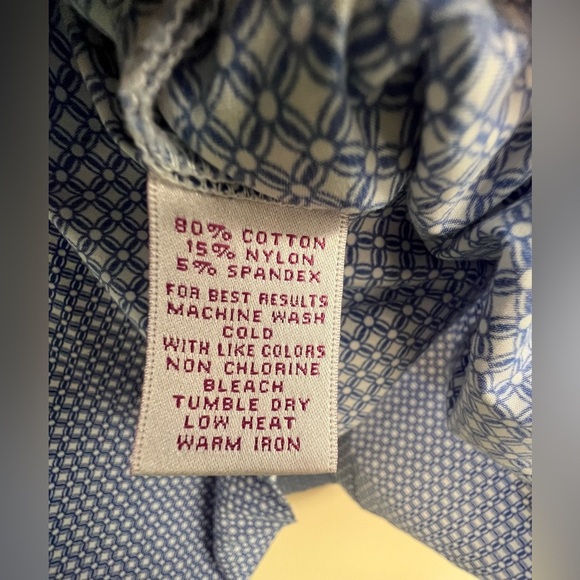 80% COTTON
15% NYLON
5% SPANDEX
FOR BEST RESULTS
MACHINE WASH
COLD
WITH LIKE COLORS
NON CHLORINE
BLEACH
TUMBLE DRY
LOW HEAT
WARM IRON